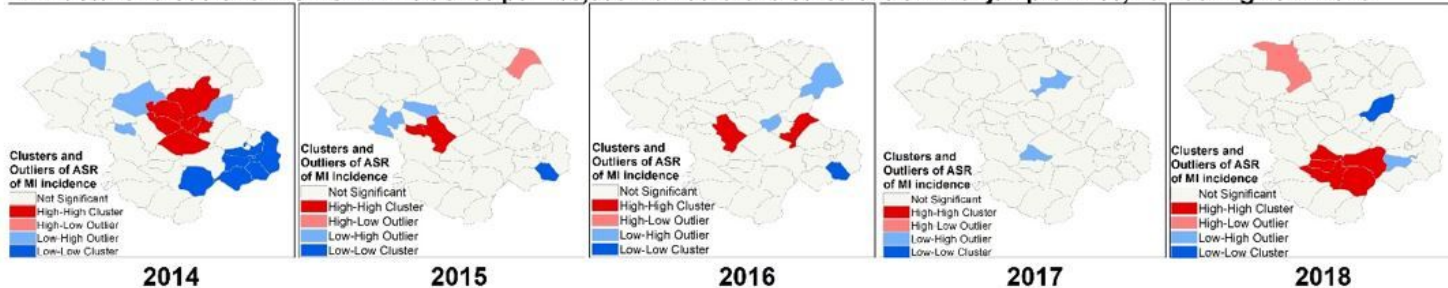 Clusters and
Outliers of ASR
of MI incidence
Not Significant
High-High Cluster
High-Low Outlier
Low-High Outlier
Low-Low Cluster
2014
Clusters and
Outliers of ASR
of MI incidence
Not Significant
High-High Cluster
High-Low Outlier
Low-High Outlier
Low-Low Cluster
2015
Clusters and
Outliers of ASR
of MI incidence
Not Significant
High-High Cluster
High-Low Outlier
Low-High Outlier
Low-Low Cluster
2016
Clusters and
Outliers of ASR
of MI incidence
Not Significant
High-High Cluster
High-Low Outlier
Low-High Outlier
Low-Low Cluster
2017
Clusters and
Outliers of ASR
of MI incidence
Not Significant
High-High Cluster
High-Low Outlier
Low-High Outlier
Low-Low Cluster
2018